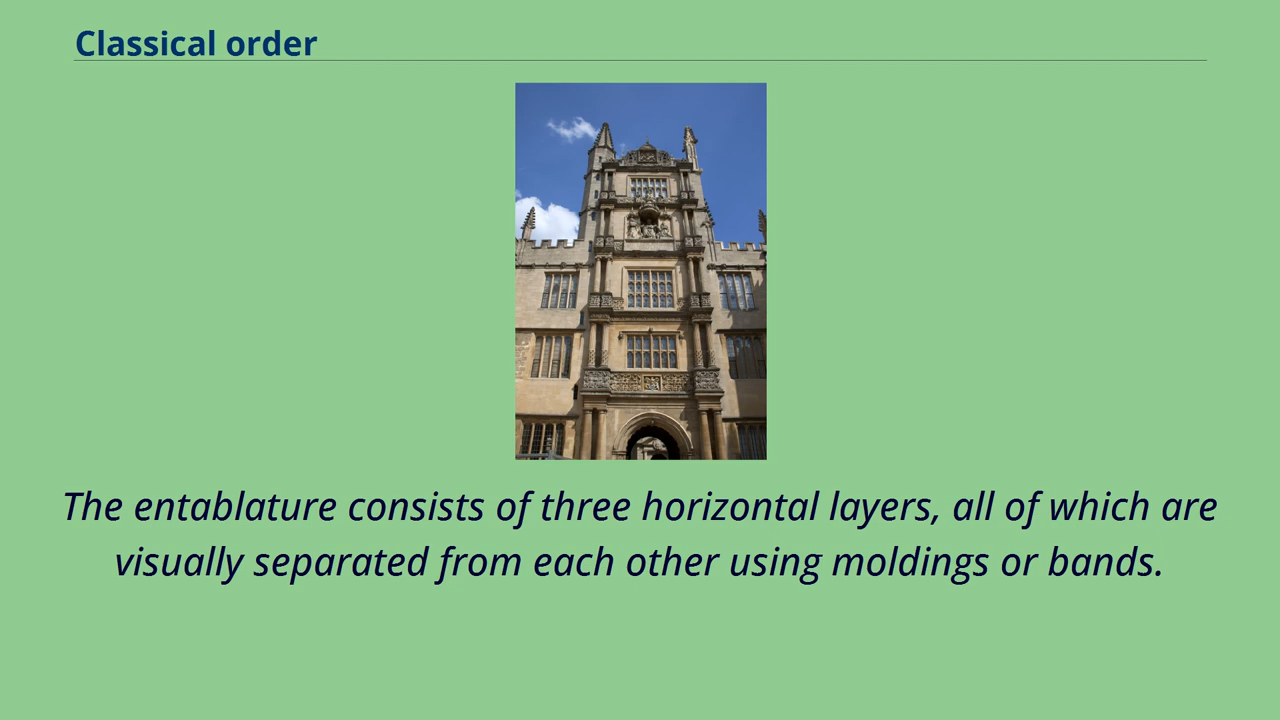 Classical order
The entablature consists of three horizontal layers, all of which are
visually separated from each other using moldings or bands.